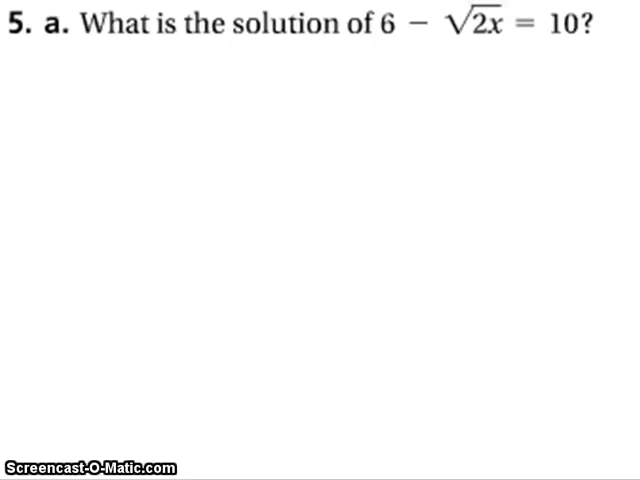 5. a. What is the solution of 6 − √2x = 10?
Screencast-O-Matic.com